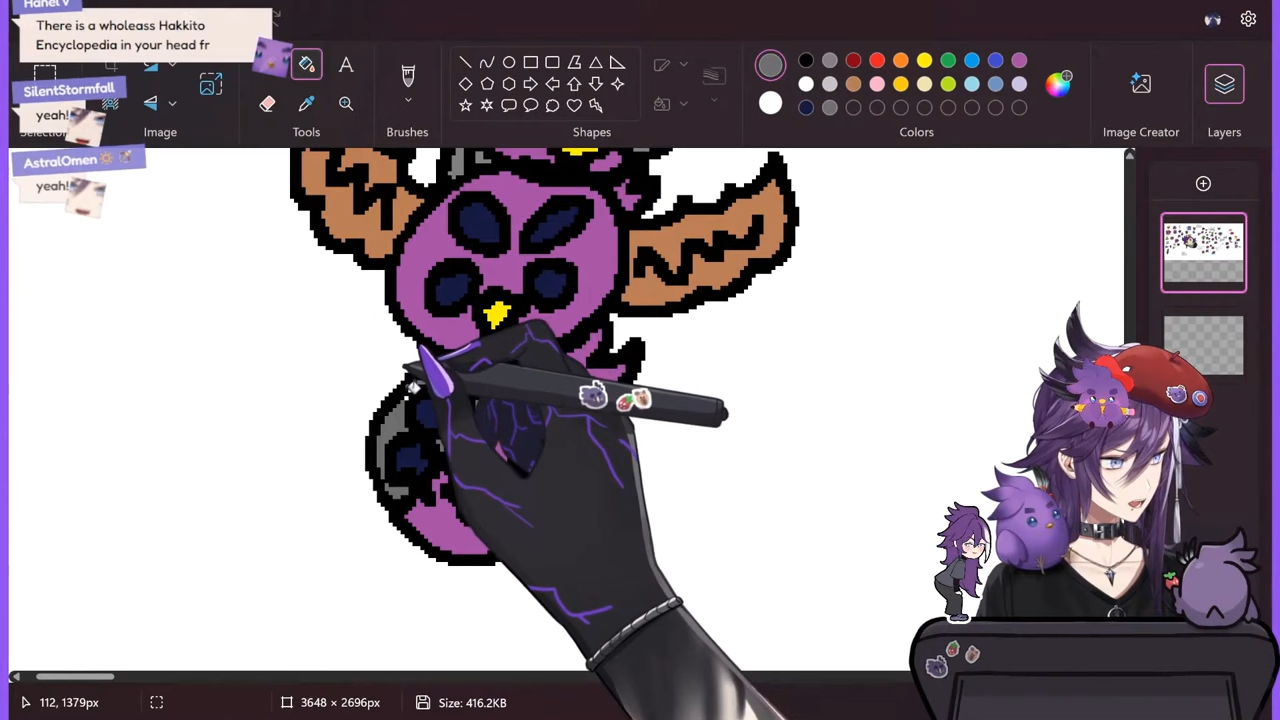 Hanel V
There is a wholeass Hakkito
Encyclopedia in your head fr
SilentStormfall
yeah!
AstralOmen
yeah!
Image
Tools
Brushes
Shapes
Colors
Image Creator
Layers
A
112, 1379px
3648 × 2696px
Size: 416.2KB